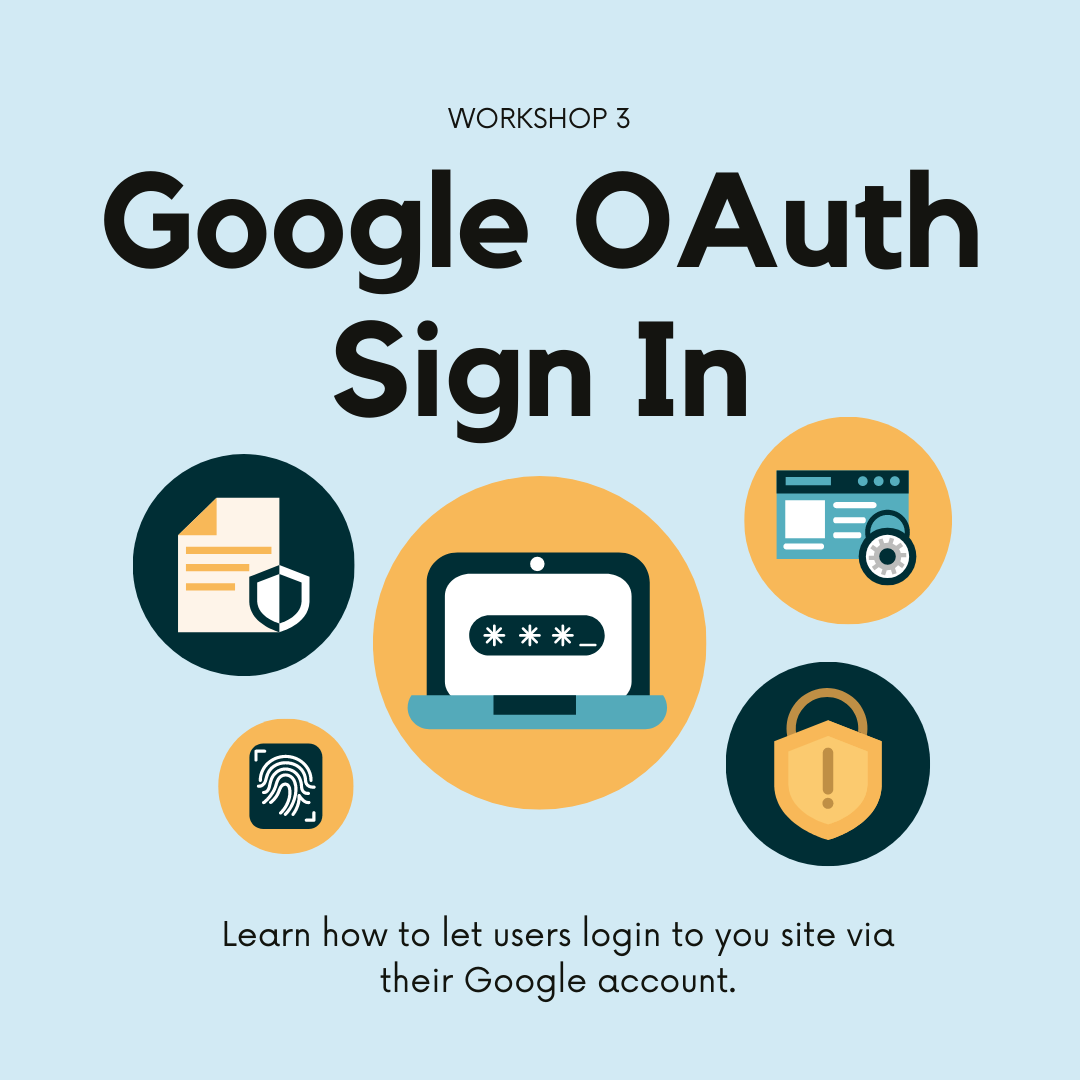 WORKSHOP 3
Google OAuth
Sign In
***_
Learn how to let users login to you site via
their Google account.